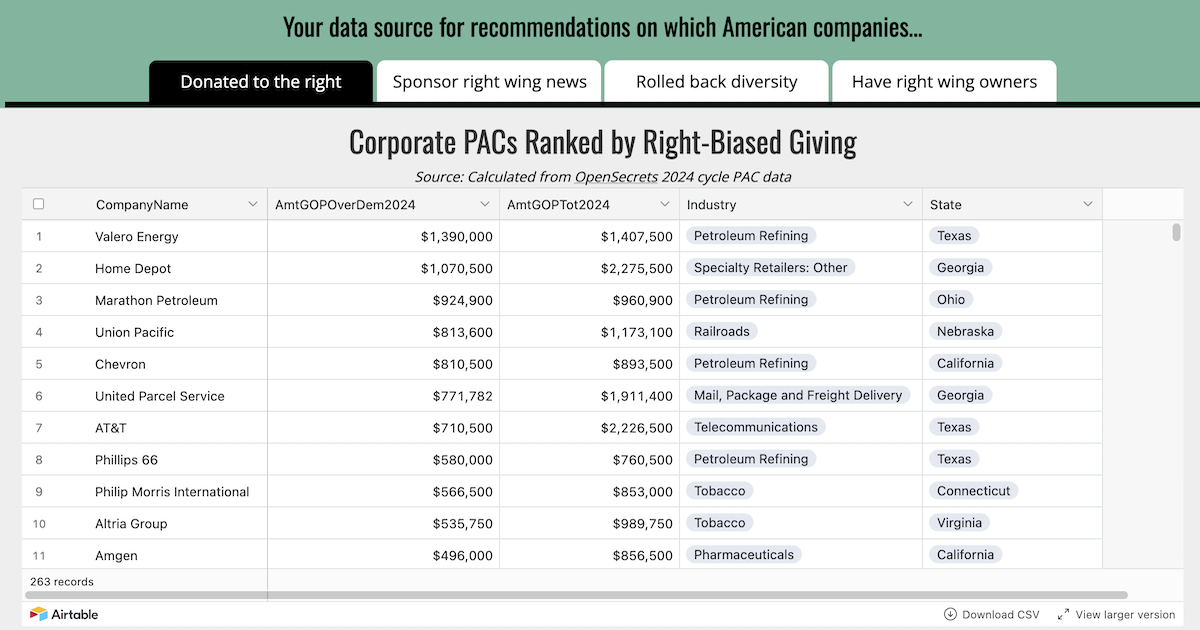 Your data source for recommendations on which American companies...
Donated to the right Sponsor right wing news Rolled back diversity Have right wing owners
Corporate PACs Ranked by Right-Biased Giving
Source: Calculated from OpenSecrets 2024 cycle PAC data
CompanyName AmtGOPOverDem2024 AmtGOPTot2024 Industry State
1 Valero Energy $1,390,000 $1,407,500 Petroleum Refining Texas
2 Home Depot $1,070,500 $2,275,500 Specialty Retailers: Other Georgia
3 Marathon Petroleum $924,900 $960,900 Petroleum Refining Ohio
4 Union Pacific $813,600 $1,173,100 Railroads Nebraska
5 Chevron $810,500 $893,500 Petroleum Refining California
6 United Parcel Service $771,782 $1,911,400 Mail, Package and Freight Delivery Georgia
7 AT&T $710,500 $2,226,500 Telecommunications Texas
8 Phillips 66 $580,000 $760,500 Petroleum Refining Texas
9 Philip Morris International $566,500 $853,000 Tobacco Connecticut
10 Altria Group $535,750 $989,750 Tobacco Virginia
11 Amgen $496,000 $856,500 Pharmaceuticals California
263 records
Airtable Download CSV View larger version